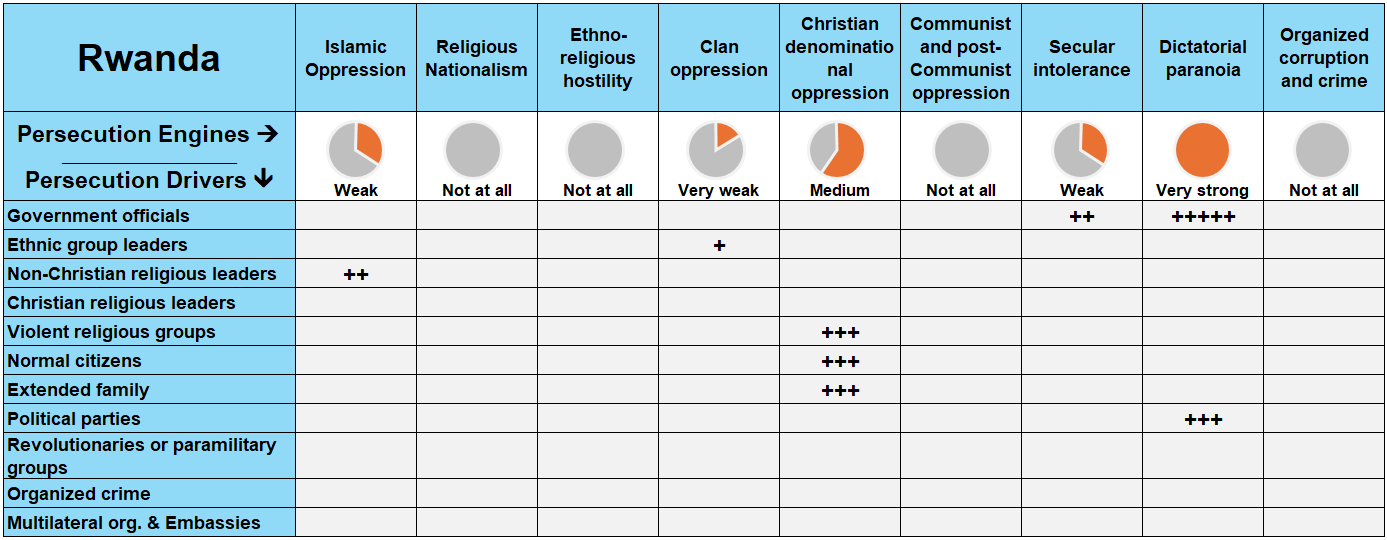 Rwanda
Islamic
Oppression
Religious
Nationalism
Ethno-
religious
hostility
Clan
oppression
Christian
denominatio
nal
oppression
Communist
and post-
Communist
oppression
Secular
intolerance
Dictatorial
paranoia
Organized
corruption
and crime
Persecution Engines →
Persecution Drivers ↓
Weak
Not at all
Not at all
Very weak
Medium
Not at all
Weak
Very strong
Not at all
Government officials ++ +++++
Ethnic group leaders +
Non-Christian religious leaders ++
Christian religious leaders
Violent religious groups +++
Normal citizens +++
Extended family +++
Political parties +++
Revolutionaries or paramilitary
groups
Organized crime
Multilateral org. & Embassies